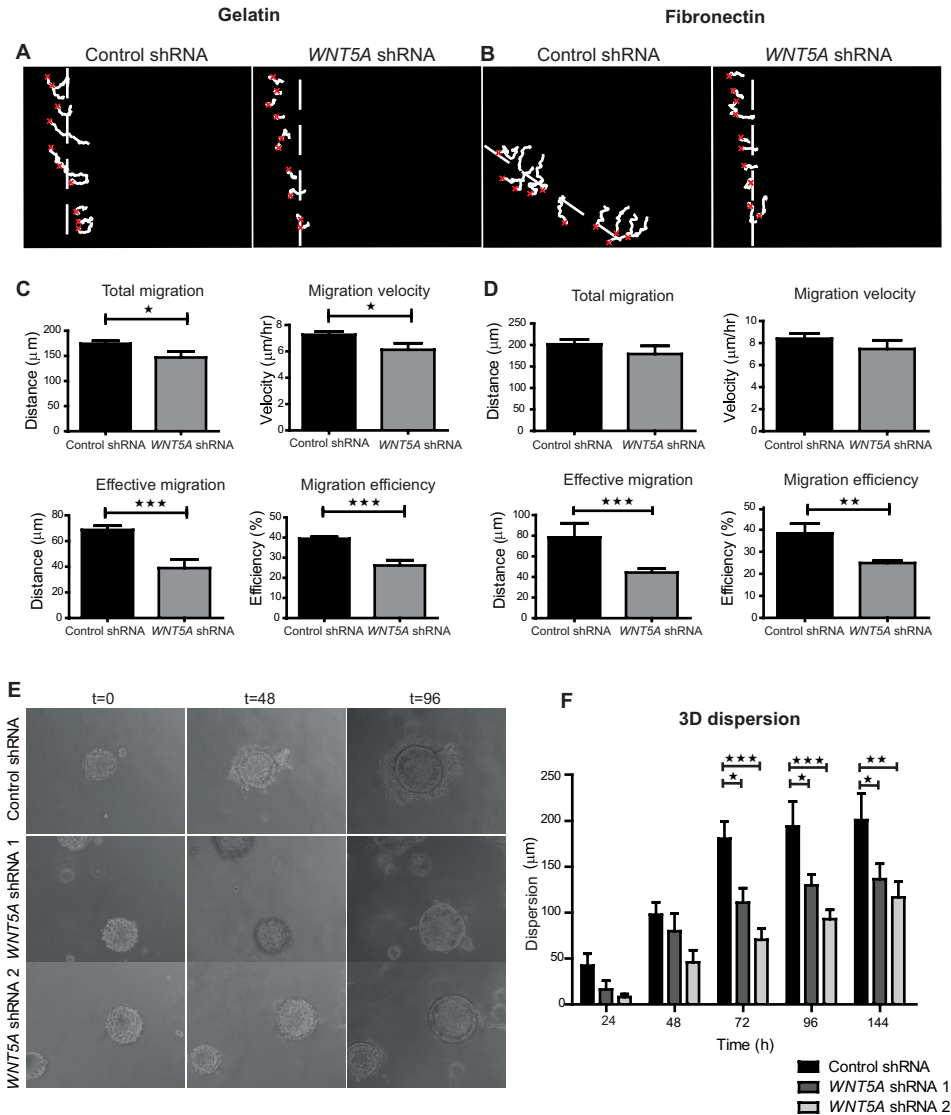 Gelatin
Fibronectin
A
Control shRNA
WNT5A shRNA
B
Control shRNA
WNT5A shRNA
C
Total migration
★
Distance (μm)
200
150
100
50
0
Control shRNA
WNT5A shRNA
Migration velocity
★
Velocity (μm/hr)
8
6
4
2
0
Control shRNA
WNT5A shRNA
D
Total migration
Distance (μm)
250
200
150
100
50
0
Control shRNA
WNT5A shRNA
Migration velocity
Velocity (μm/hr)
10
8
6
4
2
0
Control shRNA
WNT5A shRNA
Effective migration
★★★
Distance (μm)
80
60
40
20
0
Control shRNA
WNT5A shRNA
Migration efficiency
★★★
Efficiency (%)
50
40
30
20
10
0
Control shRNA
WNT5A shRNA
Effective migration
★★★
Distance (μm)
100
80
60
40
20
0
Control shRNA
WNT5A shRNA
Migration efficiency
★★
Efficiency (%)
50
40
30
20
10
0
Control shRNA
WNT5A shRNA
E
t=0
t=48
t=96
Control shRNA
WNT5A shRNA 1
WNT5A shRNA 2
F
3D dispersion
★★★
★★★
★★
★
★
★
Dispersion (μm)
250
200
150
100
50
0
24
48
72
96
144
Time (h)
Control shRNA
WNT5A shRNA 1
WNT5A shRNA 2